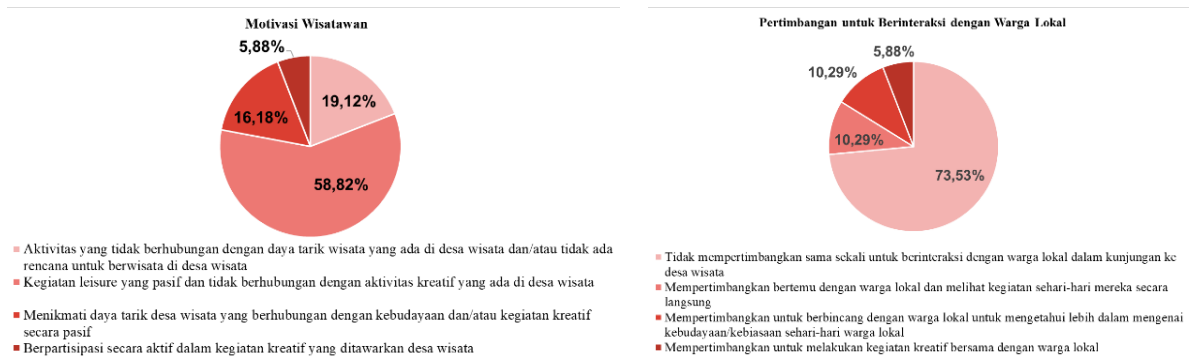 Motivasi Wisatawan
5,88%
19,12%
16,18%
58,82%
Aktivitas yang tidak berhubungan dengan daya tarik wisata yang ada di desa wisata dan/atau tidak ada
rencana untuk berwisata di desa wisata
Kegiatan leisure yang pasif dan tidak berhubungan dengan aktivitas kreatif yang ada di desa wisata
Menikmati daya tarik desa wisata yang berhubungan dengan kebudayaan dan/atau kegiatan kreatif
secara pasif
Berpartisipasi secara aktif dalam kegiatan kreatif yang ditawarkan desa wisata
Pertimbangan untuk Berinteraksi dengan Warga Lokal
5,88%
10,29%
10,29%
73,53%
Tidak mempertimbangkan sama sekali untuk berinteraksi dengan warga lokal dalam kunjungan ke
desa wisata
Mempertimbangkan bertemu dengan warga lokal dan melihat kegiatan sehari-hari mereka secara
langsung
Mempertimbangkan untuk berbincang dengan warga lokal untuk mengetahui lebih dalam mengenai
kebudayaan/kebiasaan sehari-hari warga lokal
Mempertimbangkan untuk melakukan kegiatan kreatif bersama dengan warga lokal